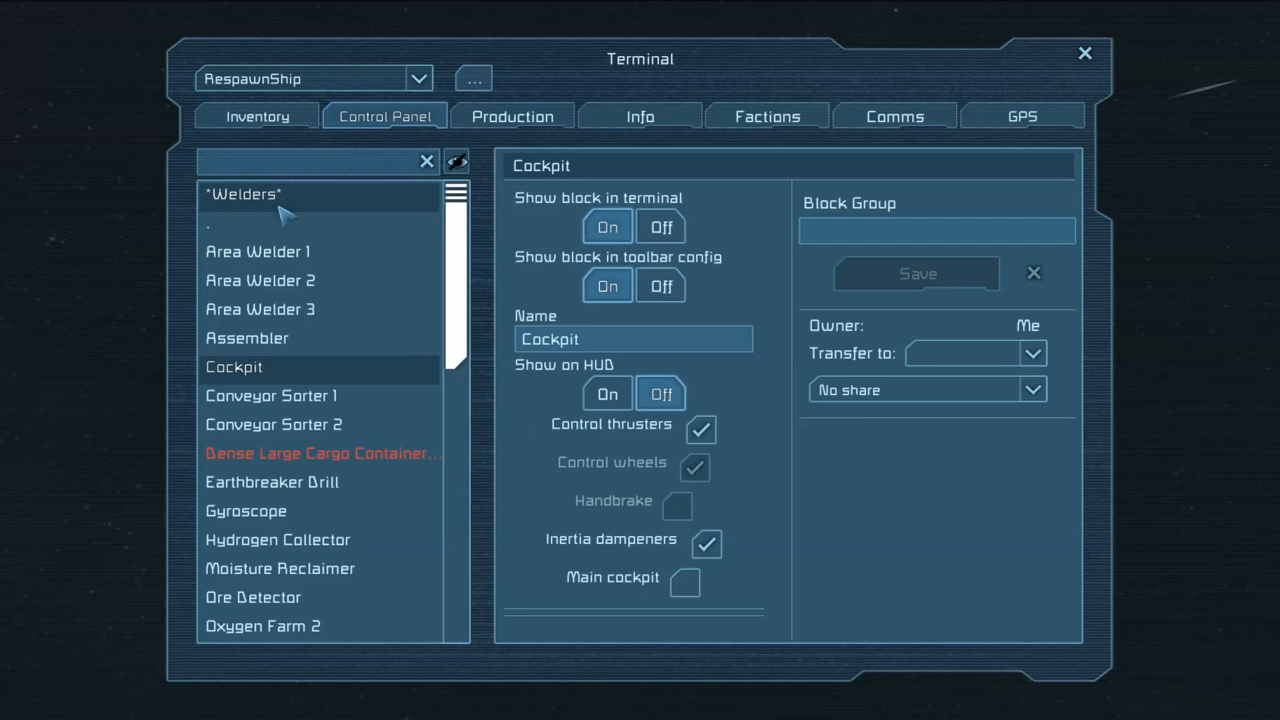 Terminal
RespawnShip
...
Inventory
Control Panel
Production
Info
Factions
Comms
GPS
*Welders*
.
Area Welder 1
Area Welder 2
Area Welder 3
Assembler
Cockpit
Conveyor Sorter 1
Conveyor Sorter 2
Dense Large Cargo Container...
Earthbreaker Drill
Gyroscope
Hydrogen Collector
Moisture Reclaimer
Ore Detector
Oxygen Farm 2
Cockpit
Show block in terminal
On Off
Show block in toolbar config
On Off
Name
Cockpit
Show on HUD
On Off
Control thrusters
Control wheels
Handbrake
Inertia dampeners
Main cockpit
Block Group
Save
Owner: Me
Transfer to:
No share